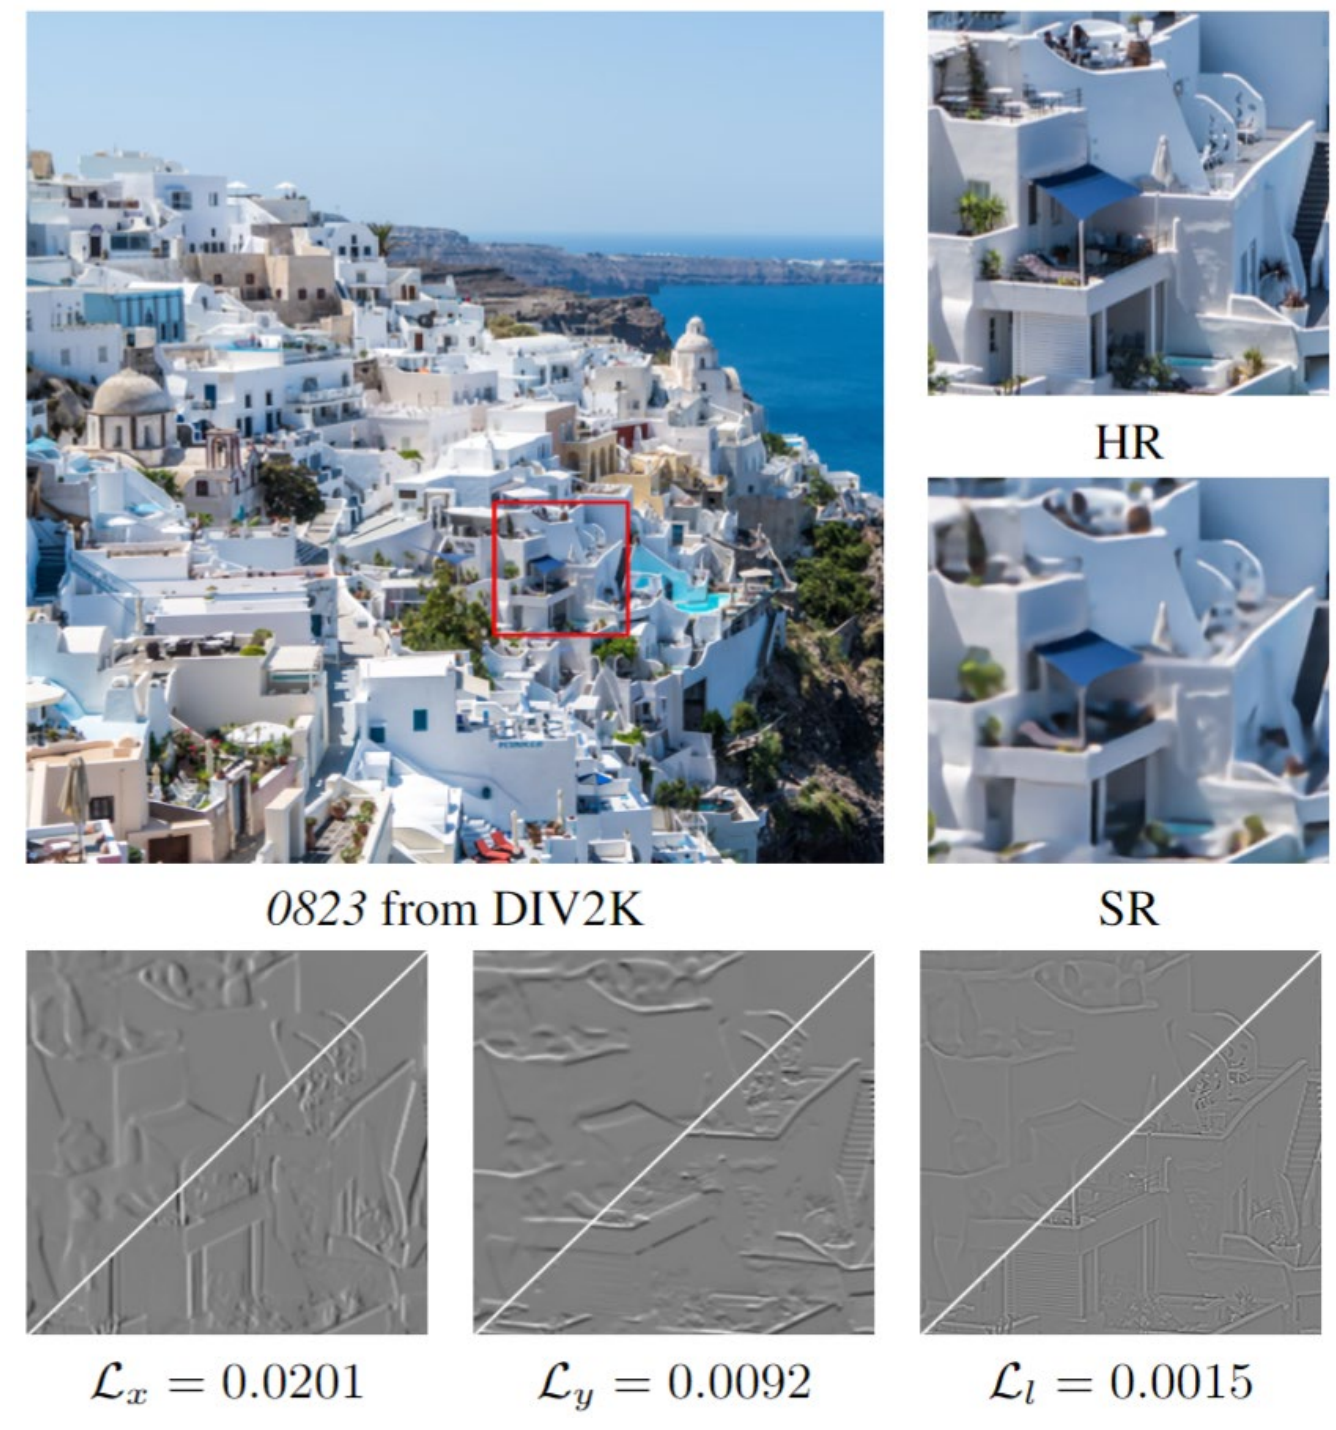 HR
0823 from DIV2K
SR
ℒx = 0.0201
ℒy = 0.0092
ℒl = 0.0015